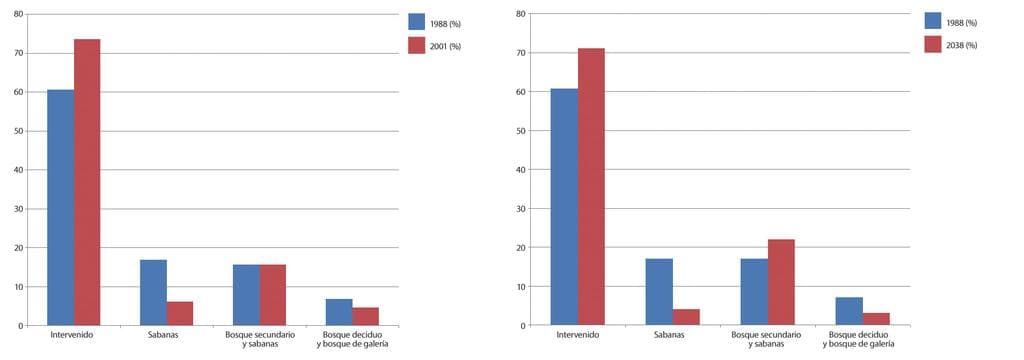 80
70
60
50
40
30
20
10
0
Intervenido
Sabanas
Bosque secundario
y sabanas
Bosque deciduo
y bosque de galería
1988 (%)
2001 (%)
80
70
60
50
40
30
20
10
0
Intervenido
Sabanas
Bosque secundario
y sabanas
Bosque deciduo
y bosque de galería
1988 (%)
2038 (%)